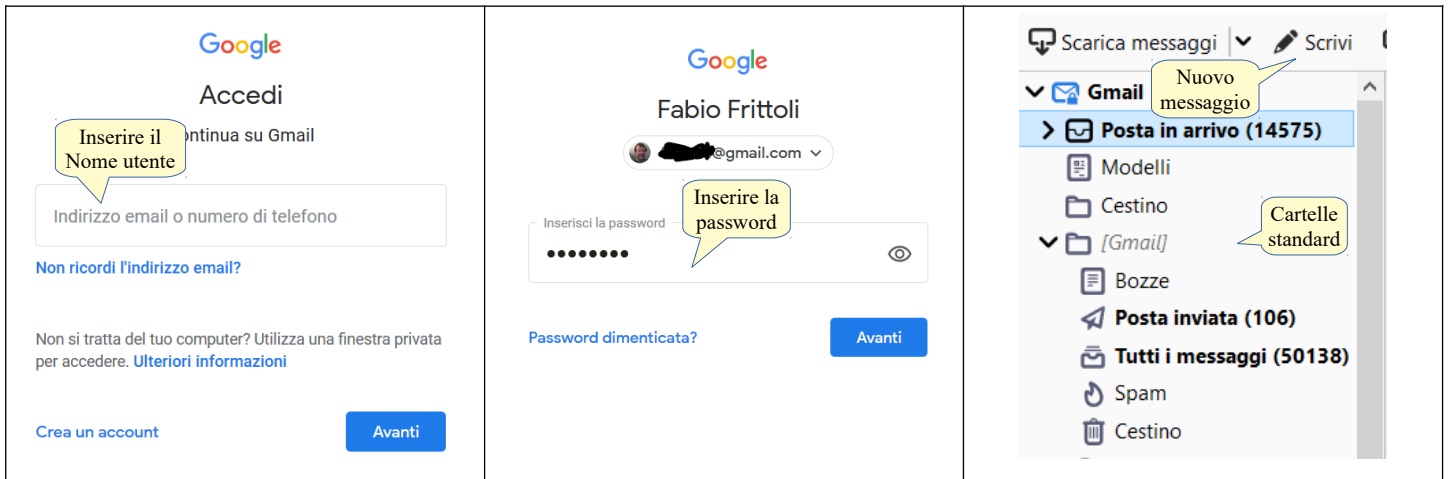 Google
Accedi
ontinua su Gmail
Inserire il
Nome utente
Indirizzo email o numero di telefono
Non ricordi l'indirizzo email?
Non si tratta del tuo computer? Utilizza una finestra privata
per accedere. Ulteriori informazioni
Crea un account
Avanti
Google
Fabio Frittoli
@gmail.com
Inserire la
password
Inserisci la password
••••••••
Password dimenticata?
Avanti
Scarica messaggi
Scrivi
Nuovo
messaggio
Gmail
Posta in arrivo (14575)
Modelli
Cestino
Cartelle
standard
[Gmail]
Bozze
Posta inviata (106)
Tutti i messaggi (50138)
Spam
Cestino